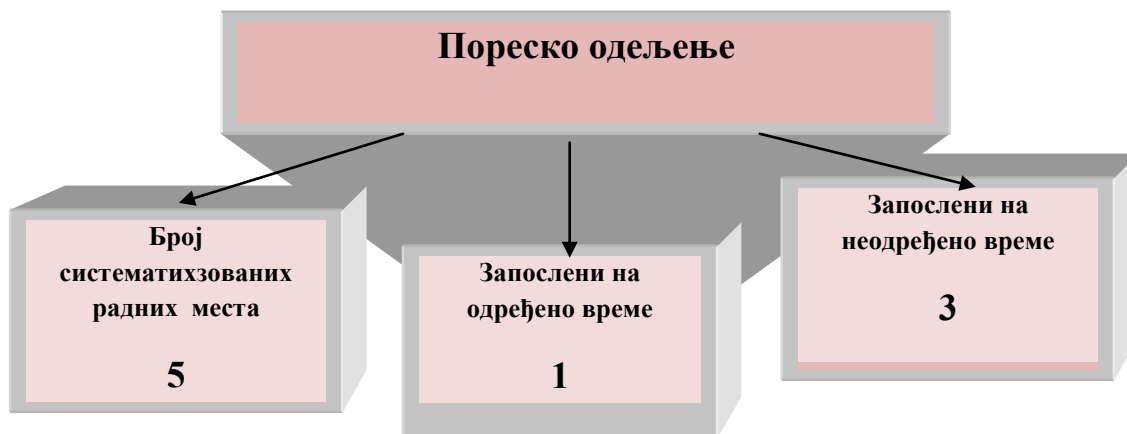 Пореско одељење
Број
систематихзованих
радних места
5
Запослени на
одређено време
1
Запослени на
неодређено време
3